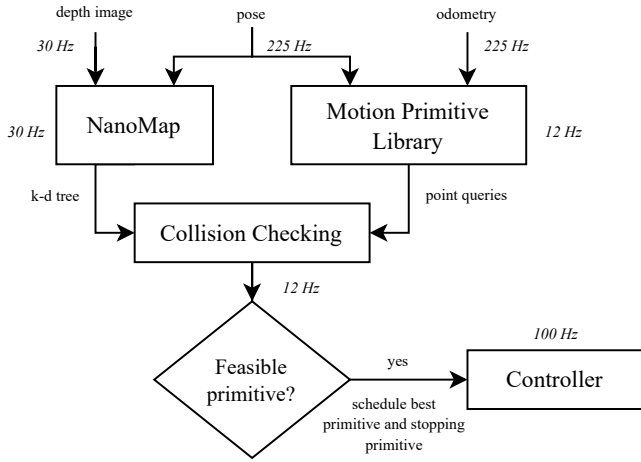 depth image
pose
odometry
30 Hz
225 Hz
225 Hz
30 Hz
NanoMap
Motion Primitive
Library
12 Hz
k-d tree
point queries
Collision Checking
12 Hz
100 Hz
Feasible
primitive?
yes
Controller
schedule best
primitive and stopping
primitive